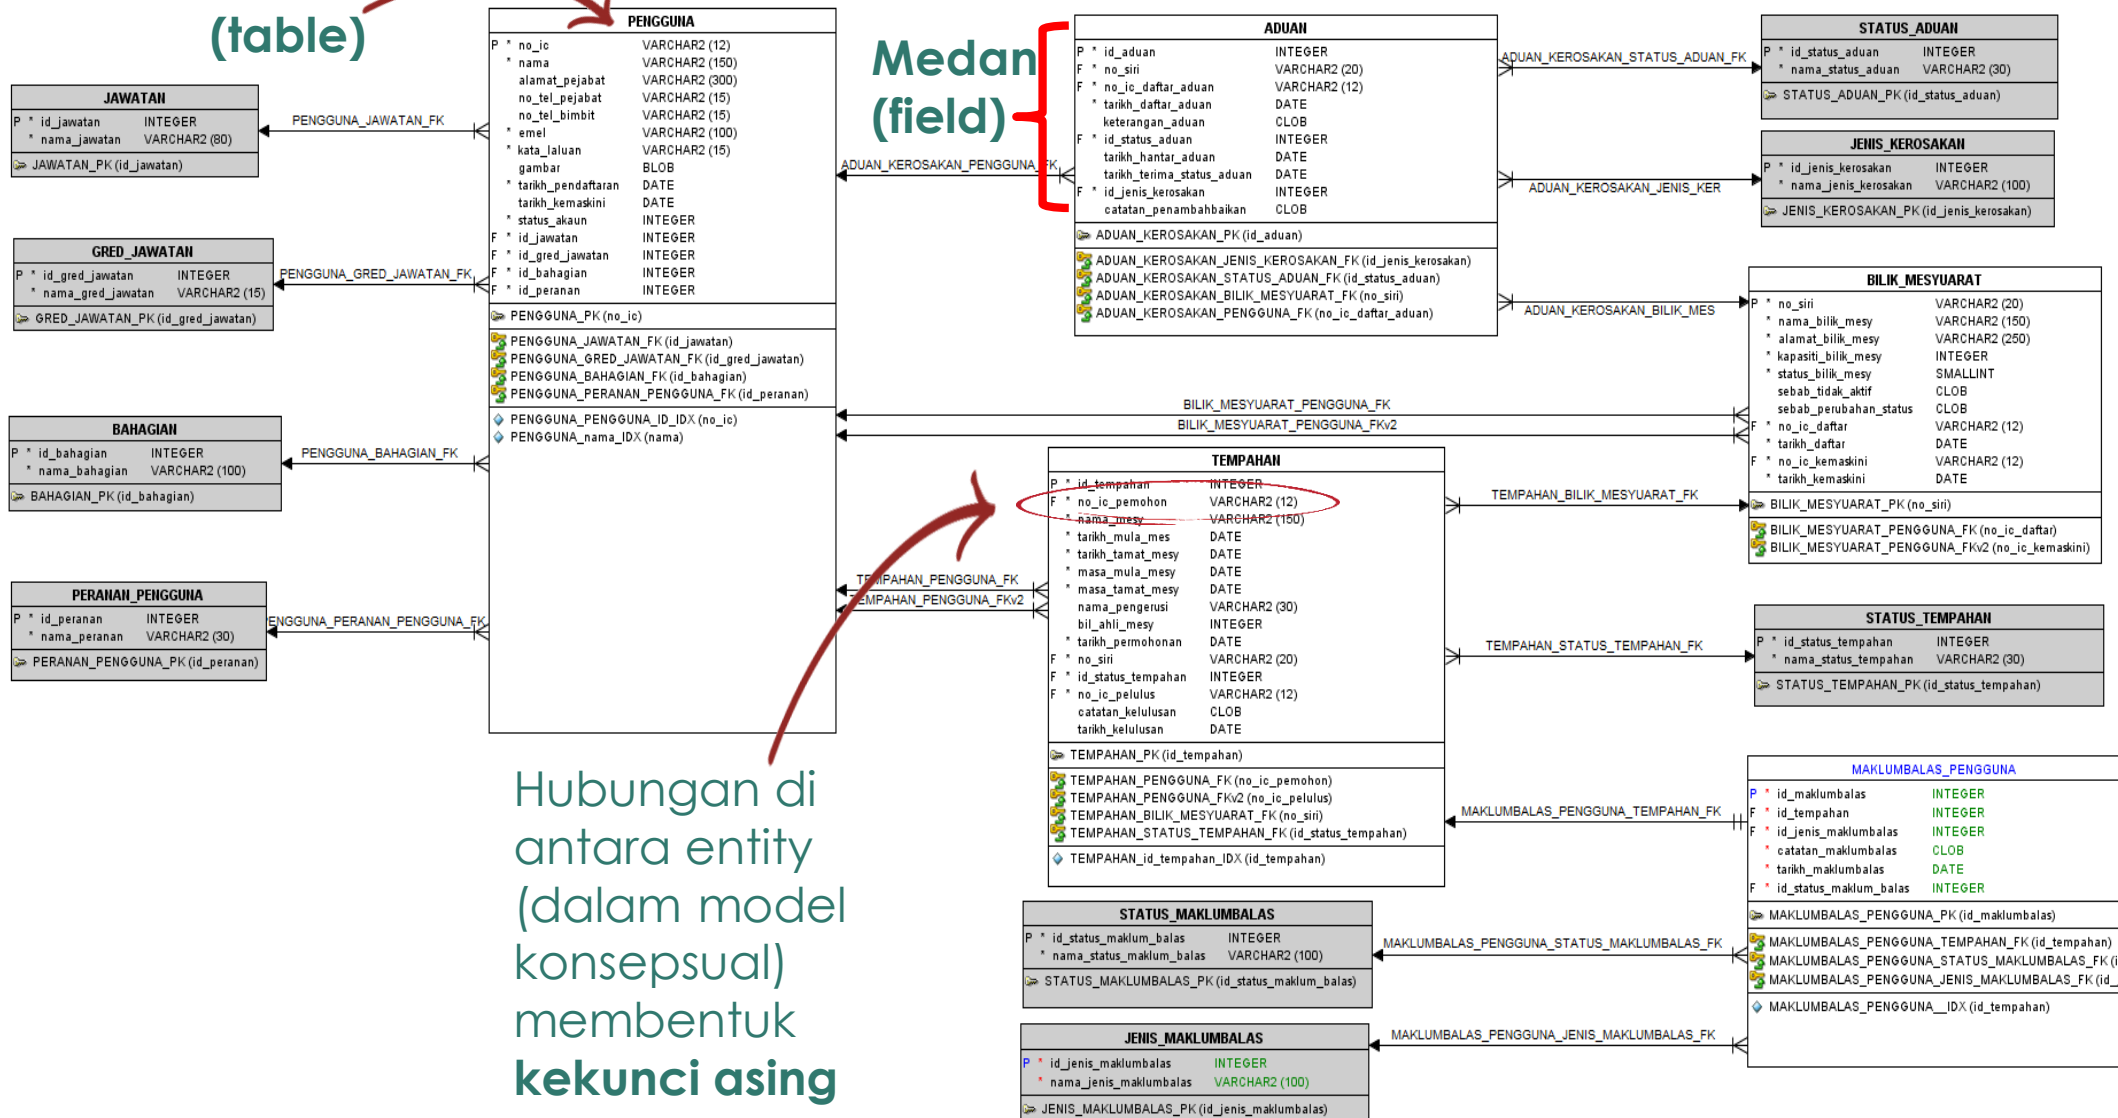 (table)
JAWATAN
P * id_jawatan INTEGER
* nama_jawatan VARCHAR2 (80)
JAWATAN_PK (id_jawatan)
PENGGUNA_JAWATAN_FK
GRED_JAWATAN
P * id_gred_jawatan INTEGER
* nama_gred_jawatan VARCHAR2 (15)
GRED_JAWATAN_PK (id_gred_jawatan)
PENGGUNA_GRED_JAWATAN_FK
BAHAGIAN
P * id_bahagian INTEGER
* nama_bahagian VARCHAR2 (100)
BAHAGIAN_PK (id_bahagian)
PENGGUNA_BAHAGIAN_FK
PERANAN_PENGGUNA
P * id_peranan INTEGER
* nama_peranan VARCHAR2 (30)
PERANAN_PENGGUNA_PK (id_peranan)
ENGGUNA_PERANAN_PENGGUNA_FK
PENGGUNA
P * no_ic VARCHAR2 (12)
* nama VARCHAR2 (150)
alamat_pejabat VARCHAR2 (300)
no_tel_pejabat VARCHAR2 (15)
no_tel_bimbit VARCHAR2 (15)
* emel VARCHAR2 (100)
* kata_laluan VARCHAR2 (15)
gambar BLOB
* tarikh_pendaftaran DATE
tarikh_kemaskini DATE
* status_akaun INTEGER
F * id_jawatan INTEGER
F * id_gred_jawatan INTEGER
F * id_bahagian INTEGER
F * id_peranan INTEGER
PENGGUNA_PK (no_ic)
PENGGUNA_JAWATAN_FK (id_jawatan)
PENGGUNA_GRED_JAWATAN_FK (id_gred_jawatan)
PENGGUNA_BAHAGIAN_FK (id_bahagian)
PENGGUNA_PERANAN_PENGGUNA_FK (id_peranan)
PENGGUNA_PENGGUNA_ID_IDX (no_ic)
PENGGUNA_nama_IDX (nama)
Medan
(field)
ADUAN_KEROSAKAN_PENGGUNA_FK
ADUAN
P * id_aduan INTEGER
F * no_siri VARCHAR2 (20)
F * no_ic_daftar_aduan VARCHAR2 (12)
* tarikh_daftar_aduan DATE
keterangan_aduan CLOB
F * id_status_aduan INTEGER
tarikh_hantar_aduan DATE
tarikh_terima_status_aduan DATE
F * id_jenis_kerosakan INTEGER
catatan_penambahbaikan CLOB
ADUAN_KEROSAKAN_PK (id_aduan)
ADUAN_KEROSAKAN_JENIS_KEROSAKAN_FK (id_jenis_kerosakan)
ADUAN_KEROSAKAN_STATUS_ADUAN_FK (id_status_aduan)
ADUAN_KEROSAKAN_BILIK_MESYUARAT_FK (no_siri)
ADUAN_KEROSAKAN_PENGGUNA_FK (no_ic_daftar_aduan)
ADUAN_KEROSAKAN_STATUS_ADUAN_FK
STATUS_ADUAN
P * id_status_aduan INTEGER
* nama_status_aduan VARCHAR2 (30)
STATUS_ADUAN_PK (id_status_aduan)
ADUAN_KEROSAKAN_JENIS_KER
JENIS_KEROSAKAN
P * id_jenis_kerosakan INTEGER
* nama_jenis_kerosakan VARCHAR2 (100)
JENIS_KEROSAKAN_PK (id_jenis_kerosakan)
ADUAN_KEROSAKAN_BILIK_MES
BILIK_MESYUARAT
P * no_siri VARCHAR2 (20)
* nama_bilik_mesy VARCHAR2 (150)
* alamat_bilik_mesy VARCHAR2 (250)
* kapasiti_bilik_mesy INTEGER
* status_bilik_mesy SMALLINT
sebab_tidak_aktif CLOB
sebab_perubahan_status CLOB
F * no_ic_daftar VARCHAR2 (12)
* tarikh_daftar DATE
F * no_ic_kemaskini VARCHAR2 (12)
* tarikh_kemaskini DATE
BILIK_MESYUARAT_PK (no_siri)
BILIK_MESYUARAT_PENGGUNA_FK (no_ic_daftar)
BILIK_MESYUARAT_PENGGUNA_FKv2 (no_ic_kemaskini)
BILIK_MESYUARAT_PENGGUNA_FK
BILIK_MESYUARAT_PENGGUNA_FKv2
TEMPAHAN
P * id_tempahan INTEGER
F * no_ic_pemohon VARCHAR2 (12)
* nama_mesy VARCHAR2 (150)
* tarikh_mula_mes DATE
* tarikh_tamat_mesy DATE
* masa_mula_mesy DATE
* masa_tamat_mesy DATE
nama_pengerusi VARCHAR2 (30)
bil_ahli_mesy INTEGER
* tarikh_permohonan DATE
F * no_siri VARCHAR2 (20)
F * id_status_tempahan INTEGER
F * no_ic_pelulus VARCHAR2 (12)
catatan_kelulusan CLOB
tarikh_kelulusan DATE
TEMPAHAN_PK (id_tempahan)
TEMPAHAN_PENGGUNA_FK (no_ic_pemohon)
TEMPAHAN_PENGGUNA_FKv2 (no_ic_pelulus)
TEMPAHAN_BILIK_MESYUARAT_FK (no_siri)
TEMPAHAN_STATUS_TEMPAHAN_FK (id_status_tempahan)
TEMPAHAN_id_tempahan_IDX (id_tempahan)
TEMPAHAN_PENGGUNA_FK
TEMPAHAN_PENGGUNA_FKv2
TEMPAHAN_BILIK_MESYUARAT_FK
TEMPAHAN_STATUS_TEMPAHAN_FK
STATUS_TEMPAHAN
P * id_status_tempahan INTEGER
* nama_status_tempahan VARCHAR2 (30)
STATUS_TEMPAHAN_PK (id_status_tempahan)
Hubungan di
antara entity
(dalam model
konsepsual)
membentuk
kekunci asing
MAKLUMBALAS_PENGGUNA_TEMPAHAN_FK
MAKLUMBALAS_PENGGUNA
P * id_maklumbalas INTEGER
F * id_tempahan INTEGER
F * id_jenis_maklumbalas INTEGER
* catatan_maklumbalas CLOB
* tarikh_maklumbalas DATE
F * id_status_maklum_balas INTEGER
MAKLUMBALAS_PENGGUNA_PK (id_maklumbalas)
MAKLUMBALAS_PENGGUNA_TEMPAHAN_FK (id_tempahan)
MAKLUMBALAS_PENGGUNA_STATUS_MAKLUMBALAS_FK (i
MAKLUMBALAS_PENGGUNA_JENIS_MAKLUMBALAS_FK (id_
MAKLUMBALAS_PENGGUNA__IDX (id_tempahan)
STATUS_MAKLUMBALAS
P * id_status_maklum_balas INTEGER
* nama_status_maklum_balas VARCHAR2 (100)
STATUS_MAKLUMBALAS_PK (id_status_maklum_balas)
MAKLUMBALAS_PENGGUNA_STATUS_MAKLUMBALAS_FK
JENIS_MAKLUMBALAS
P * id_jenis_maklumbalas INTEGER
* nama_jenis_maklumbalas VARCHAR2 (100)
JENIS_MAKLUMBALAS_PK (id_jenis_maklumbalas)
MAKLUMBALAS_PENGGUNA_JENIS_MAKLUMBALAS_FK